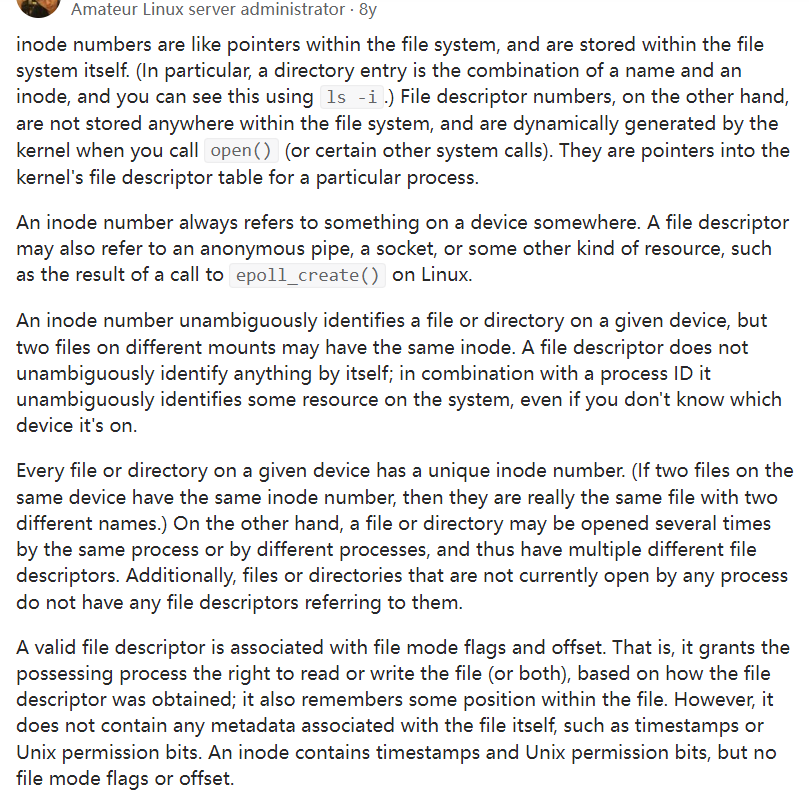 Amateur Linux server administrator · 8y
inode numbers are like pointers within the file system, and are stored within the file
system itself. (In particular, a directory entry is the combination of a name and an
inode, and you can see this using ls -i.) File descriptor numbers, on the other hand,
are not stored anywhere within the file system, and are dynamically generated by the
kernel when you call open() (or certain other system calls). They are pointers into the
kernel's file descriptor table for a particular process.
An inode number always refers to something on a device somewhere. A file descriptor
may also refer to an anonymous pipe, a socket, or some other kind of resource, such
as the result of a call to epoll_create() on Linux.
An inode number unambiguously identifies a file or directory on a given device, but
two files on different mounts may have the same inode. A file descriptor does not
unambiguously identify anything by itself; in combination with a process ID it
unambiguously identifies some resource on the system, even if you don't know which
device it's on.
Every file or directory on a given device has a unique inode number. (If two files on the
same device have the same inode number, then they are really the same file with two
different names.) On the other hand, a file or directory may be opened several times
by the same process or by different processes, and thus have multiple different file
descriptors. Additionally, files or directories that are not currently open by any process
do not have any file descriptors referring to them.
A valid file descriptor is associated with file mode flags and offset. That is, it grants the
possessing process the right to read or write the file (or both), based on how the file
descriptor was obtained; it also remembers some position within the file. However, it
does not contain any metadata associated with the file itself, such as timestamps or
Unix permission bits. An inode contains timestamps and Unix permission bits, but no
file mode flags or offset.